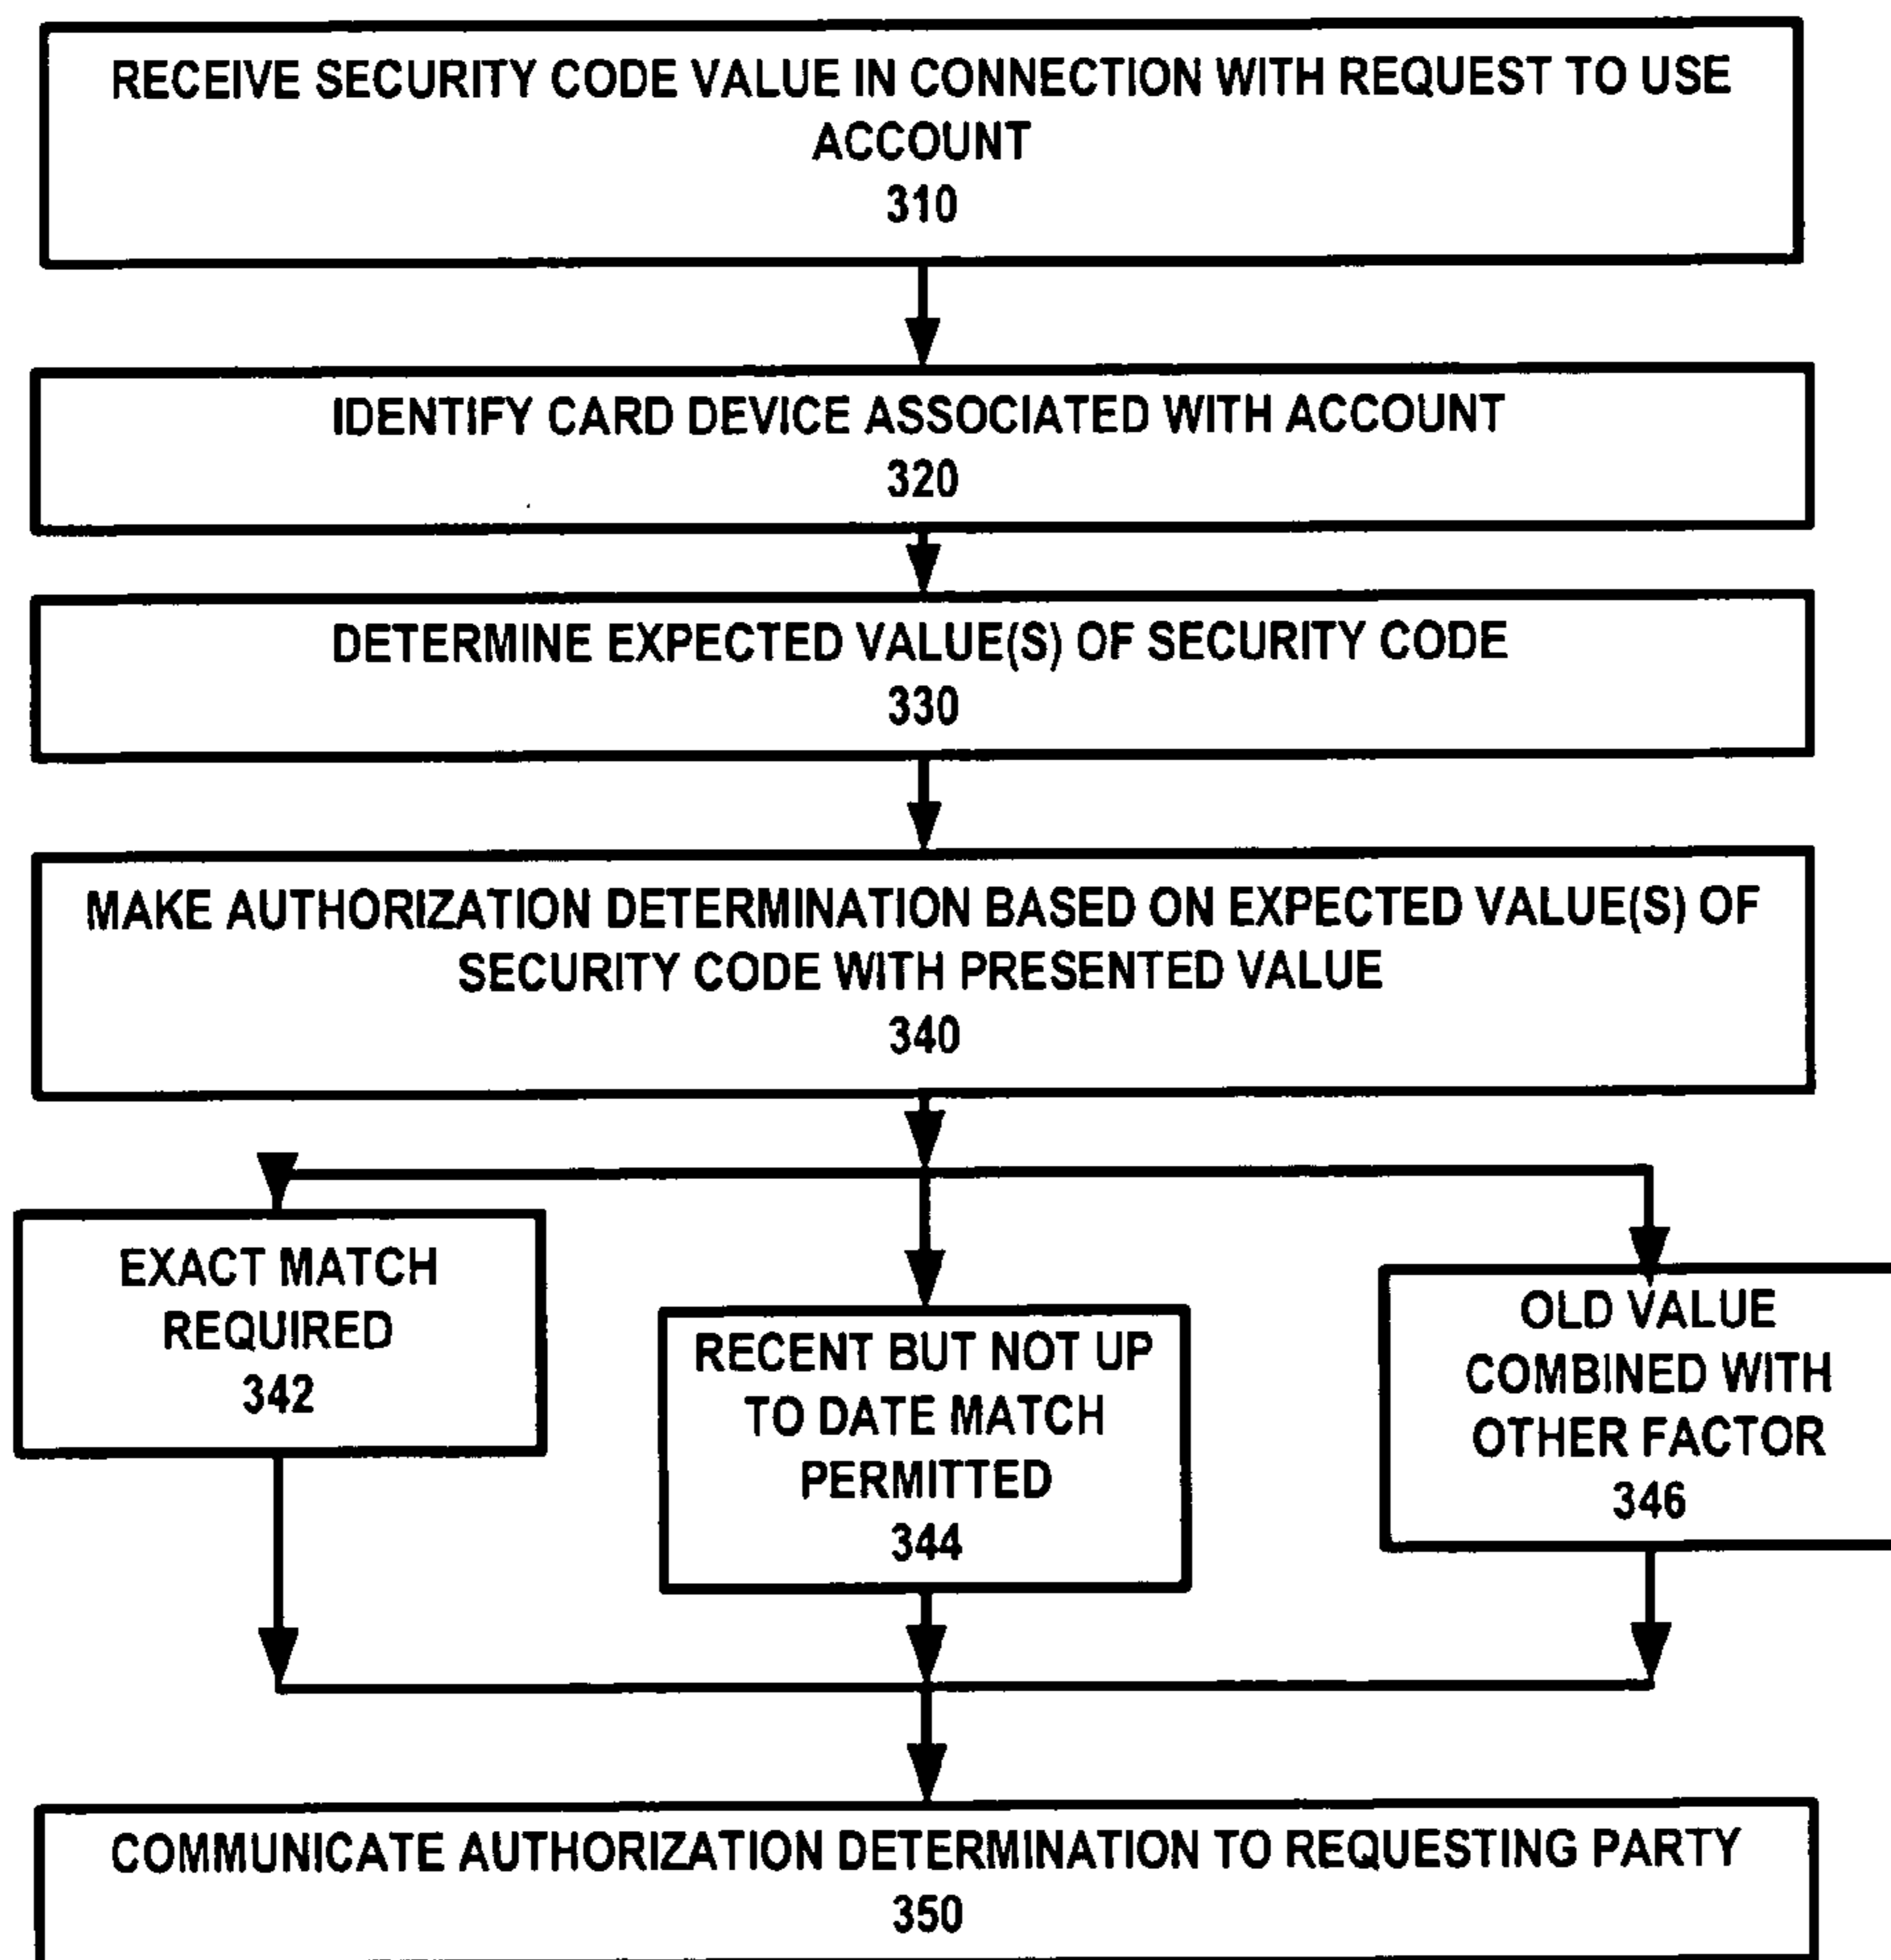 RECEIVE SECURITY CODE VALUE IN CONNECTION WITH REQUEST TO USE
ACCOUNT
310
IDENTIFY CARD DEVICE ASSOCIATED WITH ACCOUNT
320
DETERMINE EXPECTED VALUE(S) OF SECURITY CODE
330
MAKE AUTHORIZATION DETERMINATION BASED ON EXPECTED VALUE(S) OF
SECURITY CODE WITH PRESENTED VALUE
340
EXACT MATCH
REQUIRED
342
RECENT BUT NOT UP
TO DATE MATCH
PERMITTED
344
OLD VALUE
COMBINED WITH
OTHER FACTOR
346
COMMUNICATE AUTHORIZATION DETERMINATION TO REQUESTING PARTY
350